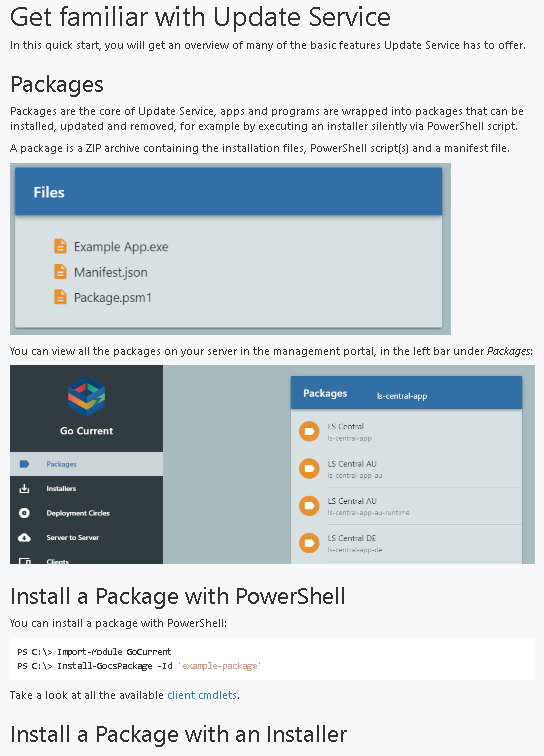 Get familiar with Update Service
In this quick start, you will get an overview of many of the basic features Update Service has to offer.
Packages
Packages are the core of Update Service, apps and programs are wrapped into packages that can be
installed, updated and removed, for example by executing an installer silently via PowerShell script.
A package is a ZIP archive containing the installation files, PowerShell script(s) and a manifest file.
Files
Example App.exe
Manifest.json
Package.psm1
You can view all the packages on your server in the management portal, in the left bar under Packages:
Go Current
Packages
Installers
Deployment Circles
Server to Server
Clients
Packages ls-central-app
LS Central
ls-central-app
LS Central AU
ls-central-app-au
LS Central AU
ls-central-app-au-runtime
LS Central DE
ls-central-app-de
Install a Package with PowerShell
You can install a package with PowerShell:
PS C:\> Import-Module GoCurrent
PS C:\> Install-GocsPackage -Id 'example-package'
Take a look at all the available client cmdlets.
Install a Package with an Installer